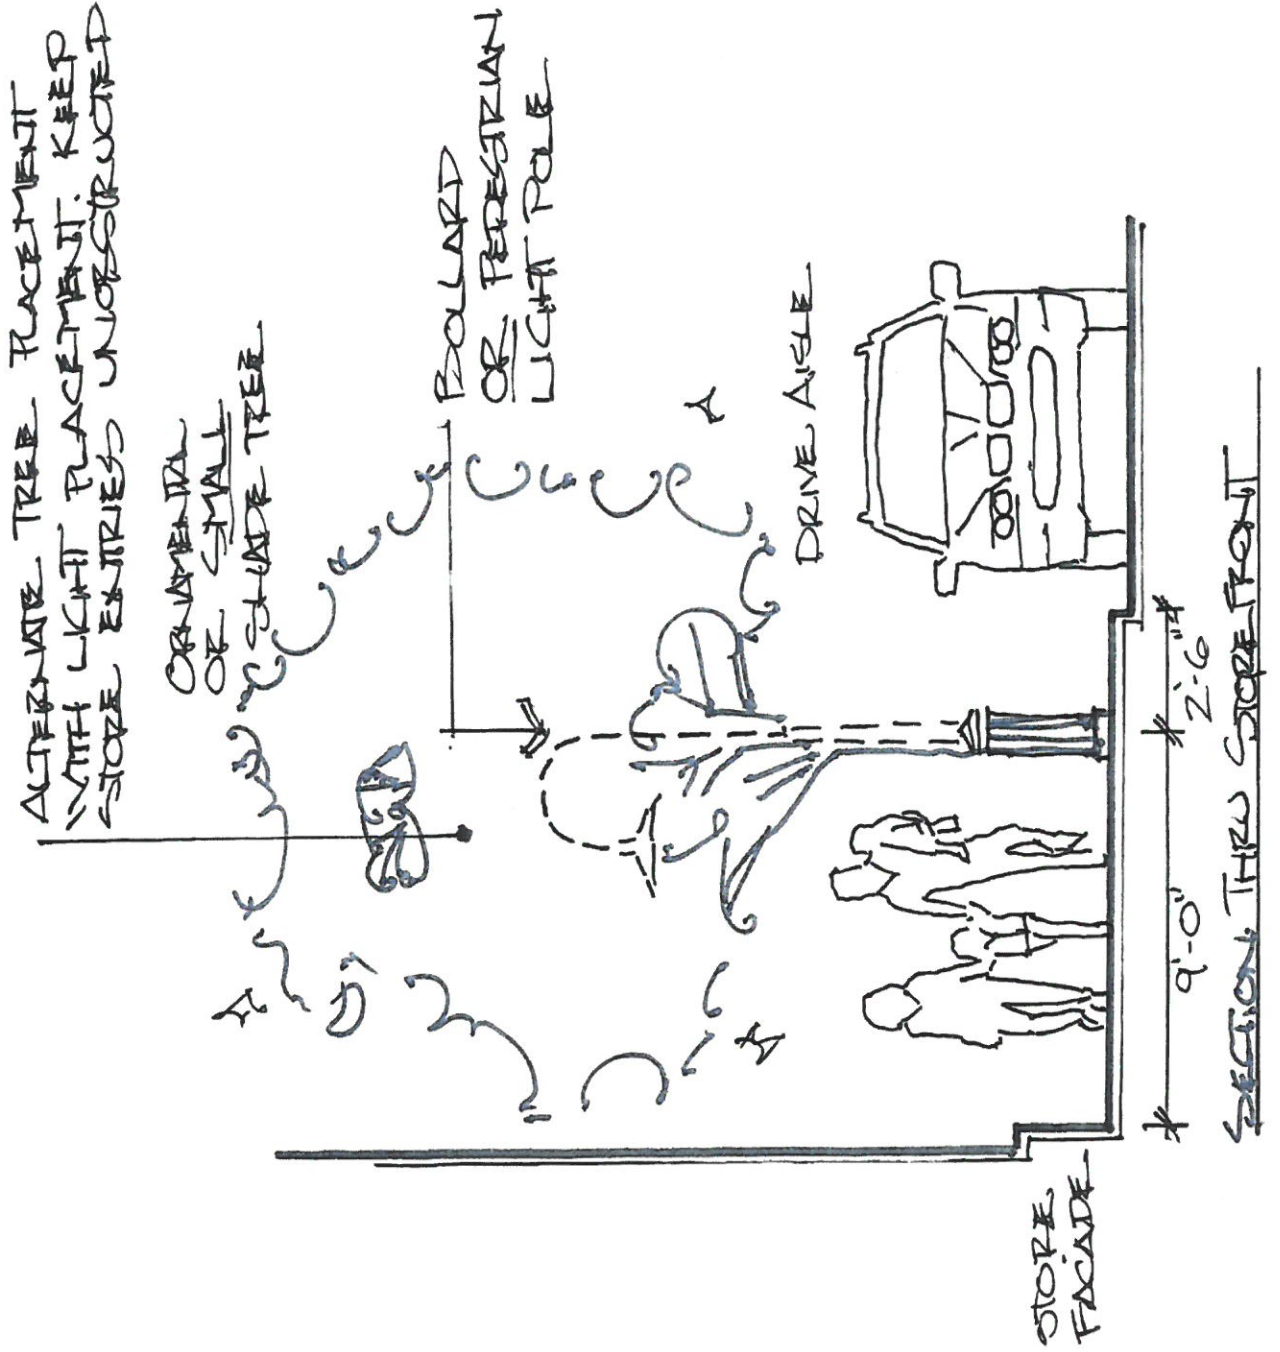 ALTERNATE TREE PLACEMENT
WITH LIGHT PLACEMENT. KEEP
STORE ENTRIES UNOBSTRUCTED
ORNAMENTAL
OR SMALL
SHADE TREE
BOLLARD
OR PEDESTRIAN
LIGHT POLE
DRIVE AISLE
STORE
FACADE
9'-0"
2'-6"
SECTION THRU STOREFRONT